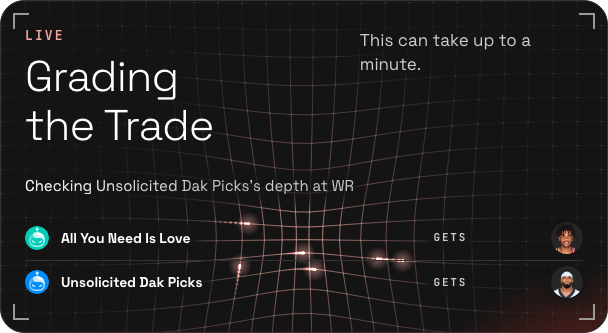 LIVE
This can take up to a
minute.
Grading
the Trade
Checking Unsolicited Dak Picks's depth at WR
All You Need Is Love
GETS
Unsolicited Dak Picks
GETS